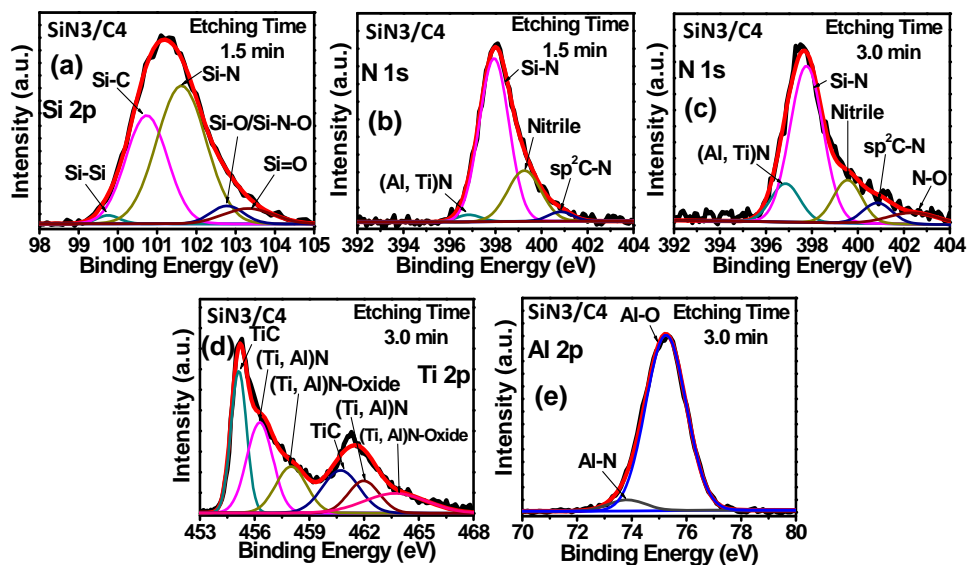 SiN3/C4
Etching Time
1.5 min
(a)
Si 2p
Si-C
Si-N
Si-O/Si-N-O
Si-Si
Si=O
Intensity (a.u.)
98 99 100 101 102 103 104 105
Binding Energy (eV)
SiN3/C4
Etching Time
1.5 min
N 1s
(b)
Si-N
Nitrile
(Al, Ti)N
sp²C-N
Intensity (a.u.)
392 394 396 398 400 402 404
Binding Energy (eV)
SiN3/C4
Etching Time
3.0 min
N 1s
(c)
Si-N
Nitrile
(Al, Ti)N
sp²C-N
N-O
Intensity (a.u.)
392 394 396 398 400 402 404
Binding Energy (eV)
SiN3/C4
Etching Time
3.0 min
(d)
TiC
(Ti, Al)N
Ti 2p
(Ti, Al)N-Oxide
(Ti, Al)N
TiC
(Ti, Al)N-Oxide
Intensity (a.u.)
453 456 459 462 465 468
Binding Energy (eV)
SiN3/C4
Etching Time
3.0 min
Al-O
Al 2p
(e)
Al-N
Intensity (a.u.)
70 72 74 76 78 80
Binding Energy (eV)